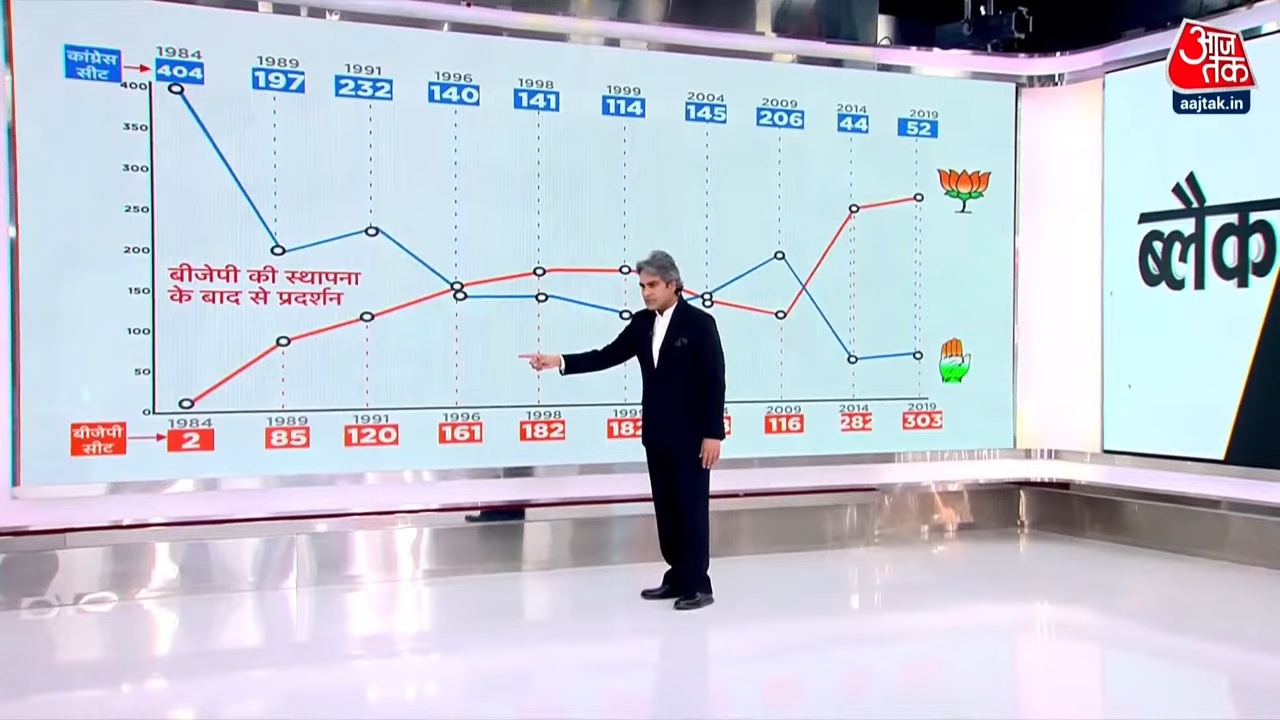 कांग्रेस
सीट
1984 1989 1991 1996 1998 1999 2004 2009 2014 2019
404 197 232 140 141 114 145 206 44 52
400
350
300
250
200
150
100
50
0
बीजेपी की स्थापना
के बाद से प्रदर्शन
1984 1989 1991 1996 1998 2009 2014 2019
बीजेपी
सीट
2 85 120 161 182 182 116 282 303
आज
तक
aajtak.in
ब्लैक